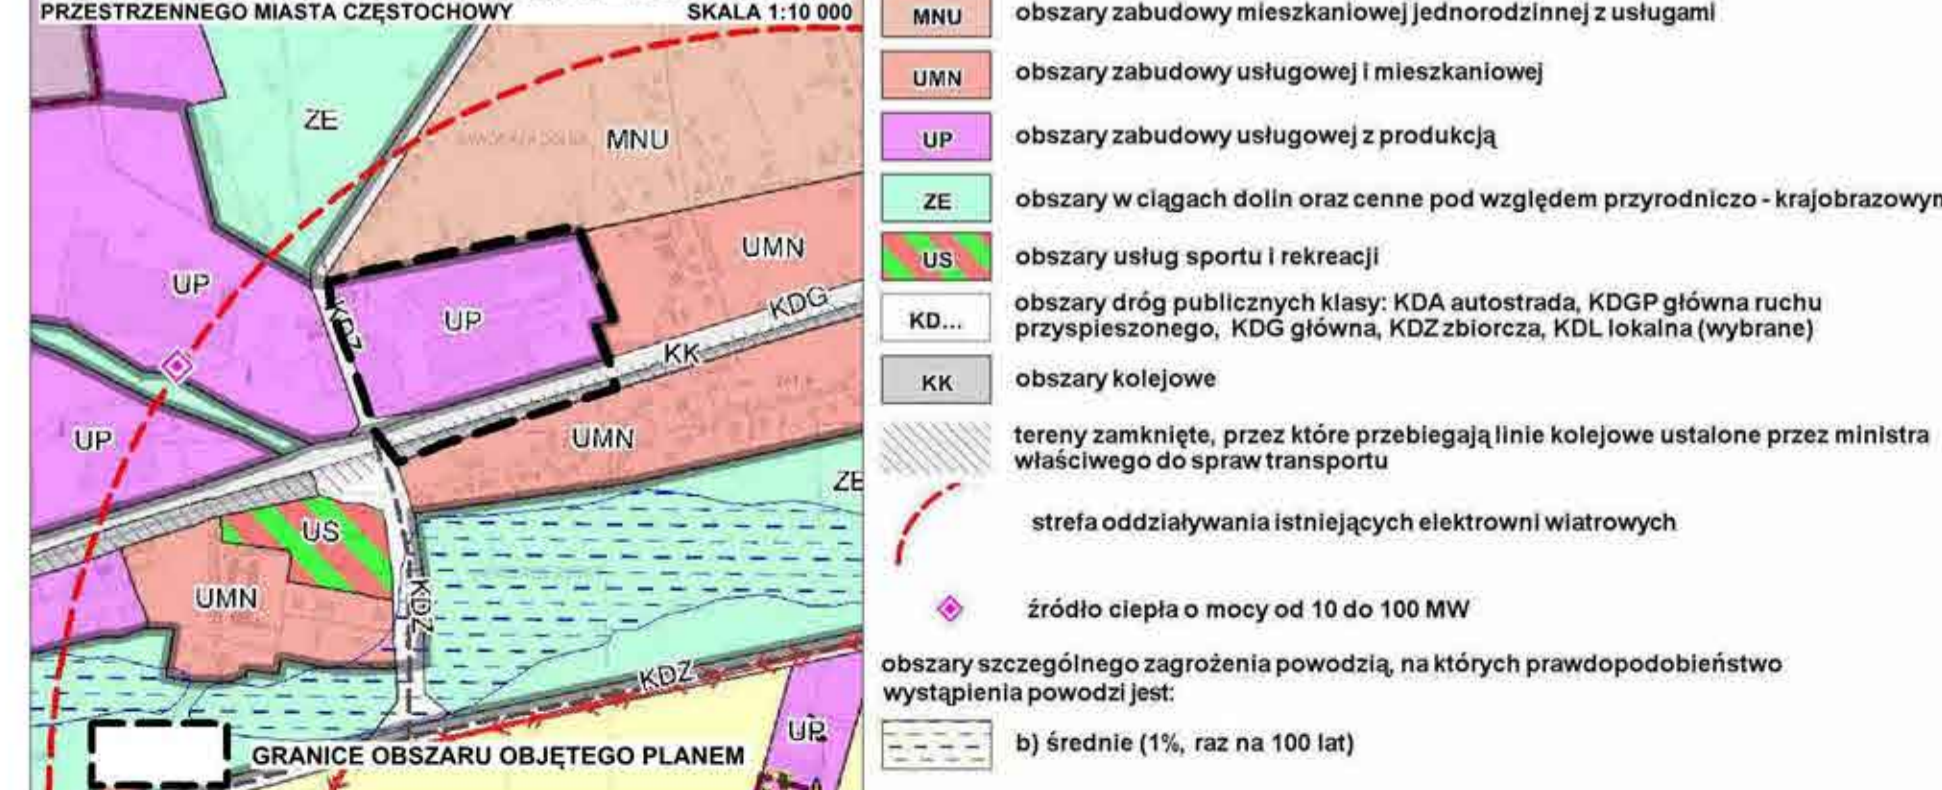 PRZESTRZENNEGO MIASTA CZĘSTOCHOWY
SKALA 1:10 000
ZE
MNU
UMN
UP
UP
KDZ
KDG
KK
UP
UMN
ZE
US
UMN
KDZ
KDZ
UP
GRANICE OBSZARU OBJĘTEGO PLANEM
MNU
obszary zabudowy mieszkaniowej jednorodzinnej z usługami
UMN
obszary zabudowy usługowej i mieszkaniowej
UP
obszary zabudowy usługowej z produkcją
ZE
obszary w ciągach dolin oraz cenne pod względem przyrodniczo - krajobrazowym
US
obszary usług sportu i rekreacji
KD...
obszary dróg publicznych klasy: KDA autostrada, KDGP główna ruchu
przyspieszonego, KDG główna, KDZ zbiorcza, KDL lokalna (wybrane)
KK
obszary kolejowe
tereny zamknięte, przez które przebiegają linie kolejowe ustalone przez ministra
właściwego do spraw transportu
strefa oddziaływania istniejących elektrowni wiatrowych
źródło ciepła o mocy od 10 do 100 MW
obszary szczególnego zagrożenia powodzią, na których prawdopodobieństwo
wystąpienia powodzi jest:
b) średnie (1%, raz na 100 lat)